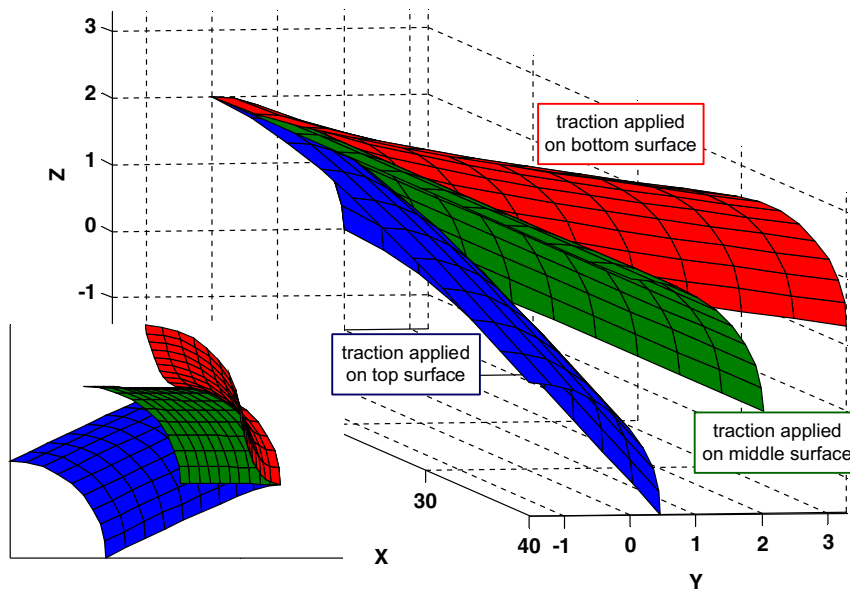 3
2
1
0
-1
Z
traction applied
on bottom surface
traction applied
on top surface
traction applied
on middle surface
30
40
-1
0
1
2
3
X
Y